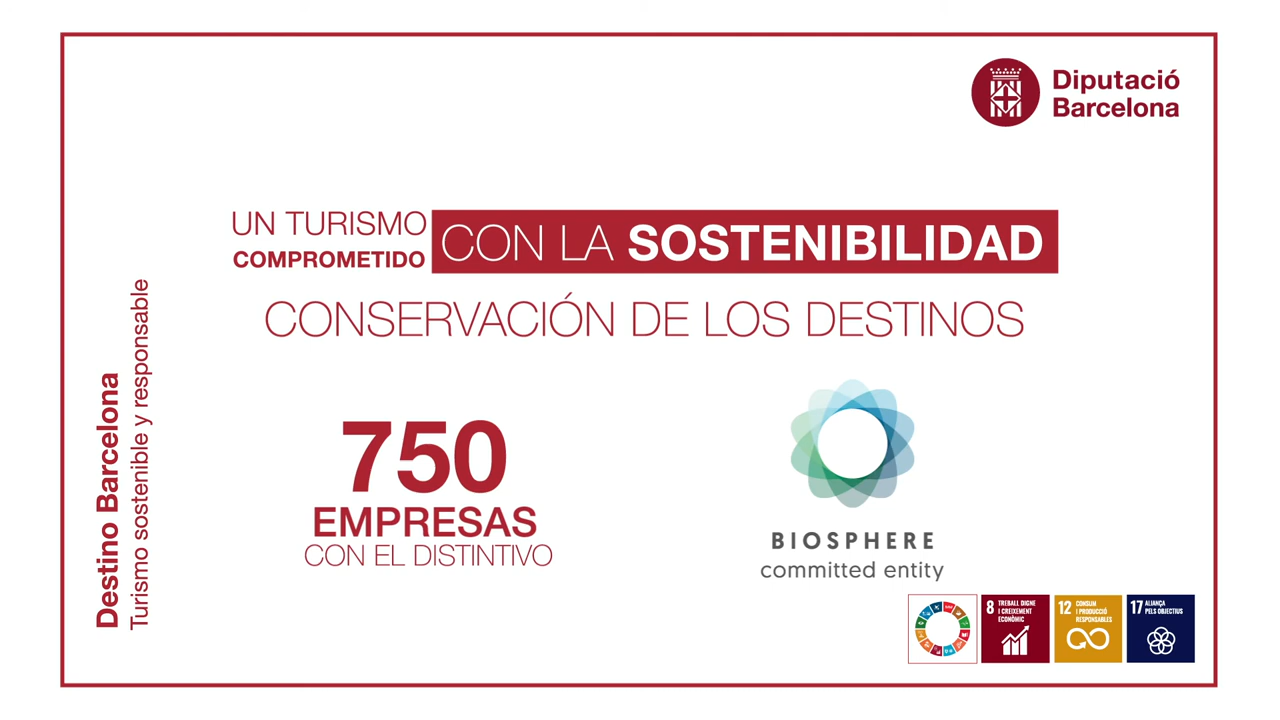 Diputació
Barcelona
UN TURISMO
COMPROMETIDO
CON LA SOSTENIBILIDAD
CONSERVACIÓN DE LOS DESTINOS
Destino Barcelona
Turismo sostenible y responsable
750
EMPRESAS
CON EL DISTINTIVO
BIOSPHERE
committed entity
8 TREBALL DIGNE
I CREIXEMENT
ECONÒMIC
12 CONSUM
I PRODUCCIÓ
RESPONSABLES
17 ALIANÇA
PELS OBJECTIUS